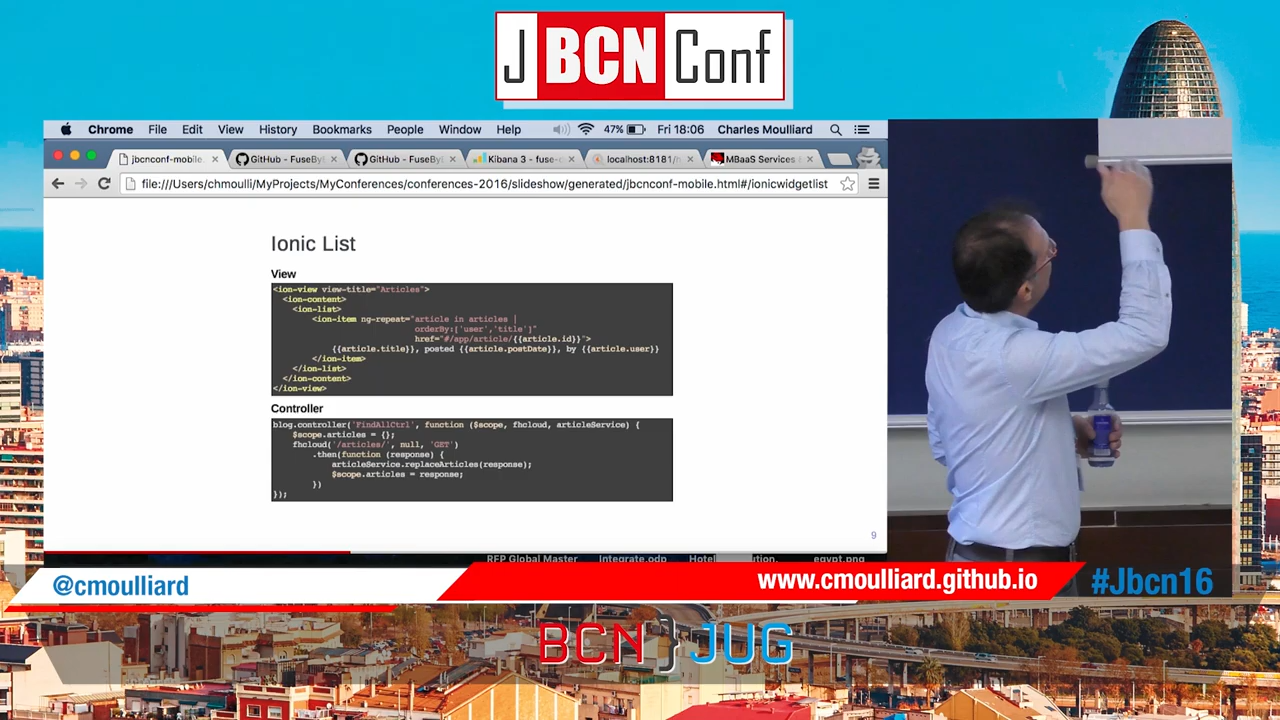 J BCN Conf
Chrome File Edit View History Bookmarks People Window Help 47% Fri 18:06 Charles Moulliard
jbcnconf-mobile. GitHub - FuseBy GitHub - FuseBy Kibana 3 - fuse- localhost:8181/ MBaaS Services
file:///Users/chmoulli/MyProjects/MyConferences/conferences-2016/slideshow/generated/jbcnconf-mobile.html#/ionicwidgetlist
Ionic List
View
<ion-view view-title="Articles">
<ion-content>
<ion-list>
<ion-item ng-repeat="article in articles |
orderBy:['user','title']"
href="#/app/article/{{article.id}}">
{{article.title}}, posted {{article.postDate}}, by {{article.user}}
</ion-item>
</ion-list>
</ion-content>
</ion-view>
Controller
blog.controller('FindAllCtrl', function ($scope, fhcloud, articleService) {
$scope.articles = {};
fhcloud('/articles/', null, 'GET')
.then(function (response) {
articleService.replaceArticles(response);
$scope.articles = response;
})
});
9
RFP Global Master Integrate.odp Hotel ution. egypt.png
@cmoulliard
www.cmoulliard.github.io
#Jbcn16
BCN}JUG